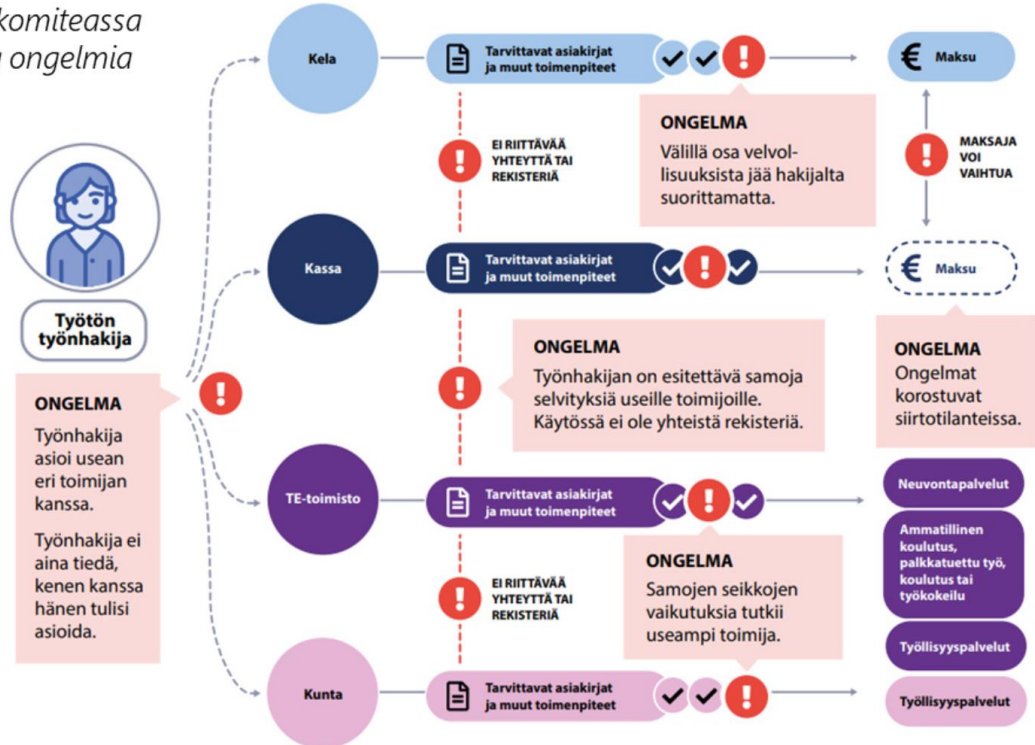 komiteassa
ongelmia
Työtön
työnhakija
ONGELMA
Työnhakija
asioi usean
eri toimijan
kanssa.
Työnhakija ei
aina tiedä,
kenen kanssa
hänen tulisi
asioida.
Kela
Tarvittavat asiakirjat
ja muut toimenpiteet
€ Maksu
ONGELMA
Välillä osa velvol-
lisuuksista jää hakijalta
suorittamatta.
EI RIITTÄVÄÄ
YHTEYTTÄ TAI
REKISTERIÄ
MAKSAJA
VOI
VAIHTUA
Kassa
Tarvittavat asiakirjat
ja muut toimenpiteet
€ Maksu
ONGELMA
Työnhakijan on esitettävä samoja
selvityksiä useille toimijoille.
Käytössä ei ole yhteistä rekisteriä.
ONGELMA
Ongelmat
korostuvat
siirtotilanteissa.
TE-toimisto
Tarvittavat asiakirjat
ja muut toimenpiteet
Neuvontapalvelut
Ammatillinen
koulutus,
palkkatuettu työ,
koulutus tai
työkokeilu
Työllisyyspalvelut
EI RIITTÄVÄÄ
YHTEYTTÄ TAI
REKISTERIÄ
ONGELMA
Samojen seikkojen
vaikutuksia tutkii
useampi toimija.
Kunta
Tarvittavat asiakirjat
ja muut toimenpiteet
Työllisyyspalvelut